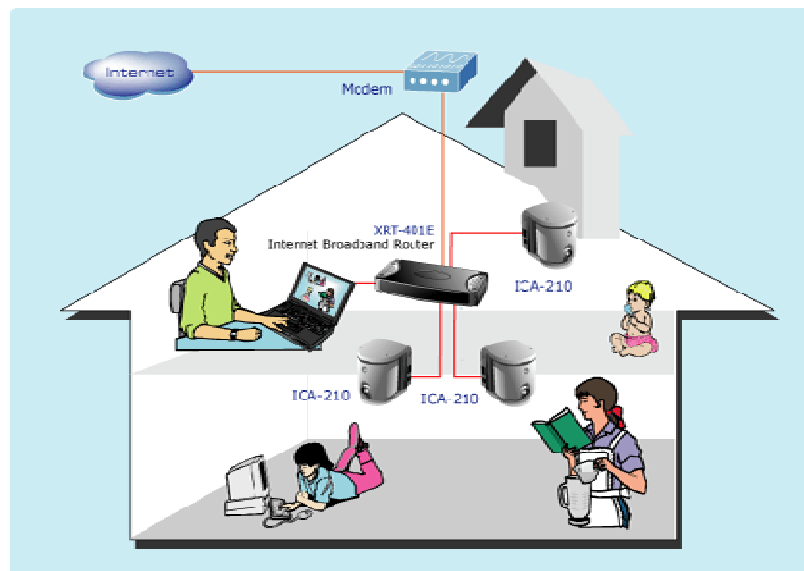 Internet
Modem
XRT-401E
Internet Broadband Router
ICA-210
ICA-210
ICA-210